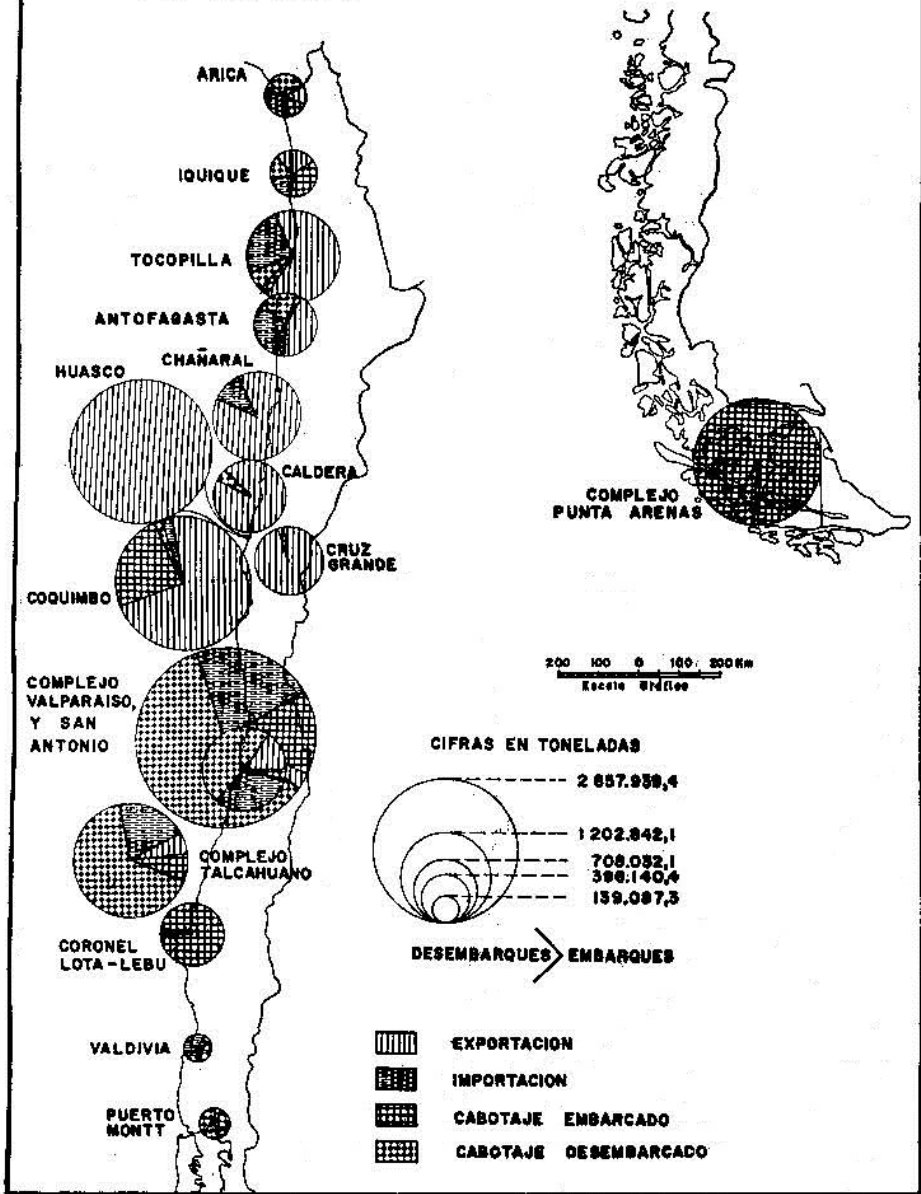 ARICA
IQUIQUE
TOCOPILLA
ANTOFAGASTA
CHAÑARAL
HUASCO
CALDERA
CRUZ
GRANDE
COQUIMBO
COMPLEJO
PUNTA ARENAS
COMPLEJO
VALPARAISO,
Y SAN
ANTONIO
200 100 0 100 200 Km
Escala Gráfica
CIFRAS EN TONELADAS
2 657.939,4
1 202.842,1
708.032,1
396.140,4
139.087,3
DESEMBARQUES > EMBARQUES
COMPLEJO
TALCAHUANO
CORONEL
LOTA-LEBU
VALDIVIA
PUERTO
MONTT
EXPORTACION
IMPORTACION
CABOTAJE EMBARCADO
CABOTAJE DESEMBARCADO